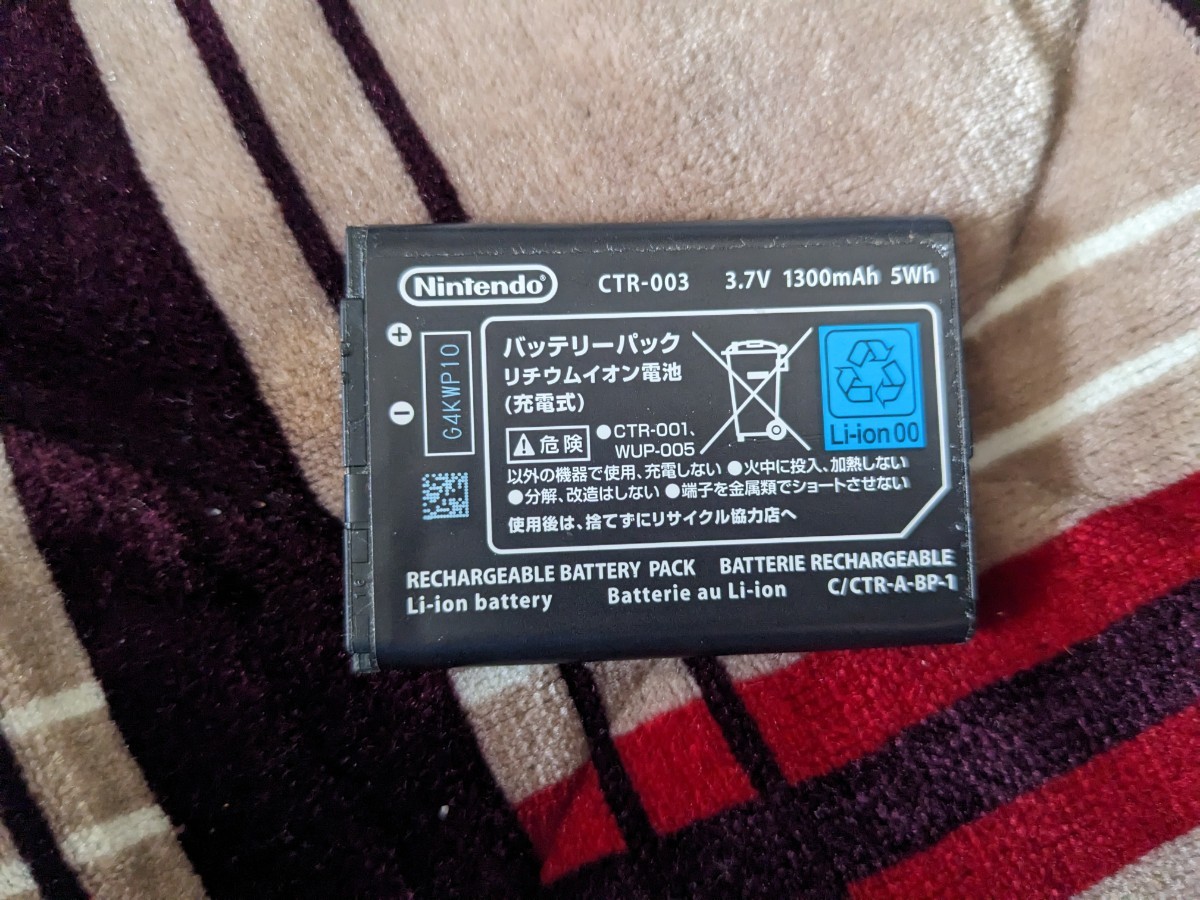 Nintendo® CTR-003 3.7V 1300mAh 5Wh
+
−
G4KWP10
バッテリーパック
リチウムイオン電池
(充電式)
危険 ●CTR-001、
WUP-005
以外の機器で使用、充電しない ●火中に投入、加熱しない
●分解、改造はしない ●端子を金属類でショートさせない
使用後は、捨てずにリサイクル協力店へ
Li-ion 00
RECHARGEABLE BATTERY PACK BATTERIE RECHARGEABLE
Li-ion battery Batterie au Li-ion C/CTR-A-BP-1